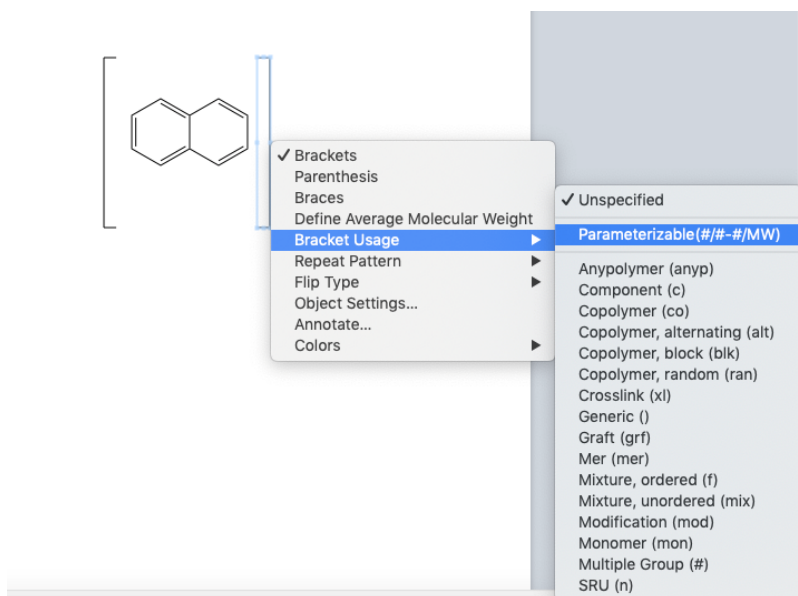 ✓ Brackets
Parenthesis
Braces
Define Average Molecular Weight
Bracket Usage
Repeat Pattern
Flip Type
Object Settings...
Annotate...
Colors
✓ Unspecified
Parameterizable(#/#-#/MW)
Anypolymer (anyp)
Component (c)
Copolymer (co)
Copolymer, alternating (alt)
Copolymer, block (blk)
Copolymer, random (ran)
Crosslink (xl)
Generic ()
Graft (grf)
Mer (mer)
Mixture, ordered (f)
Mixture, unordered (mix)
Modification (mod)
Monomer (mon)
Multiple Group (#)
SRU (n)